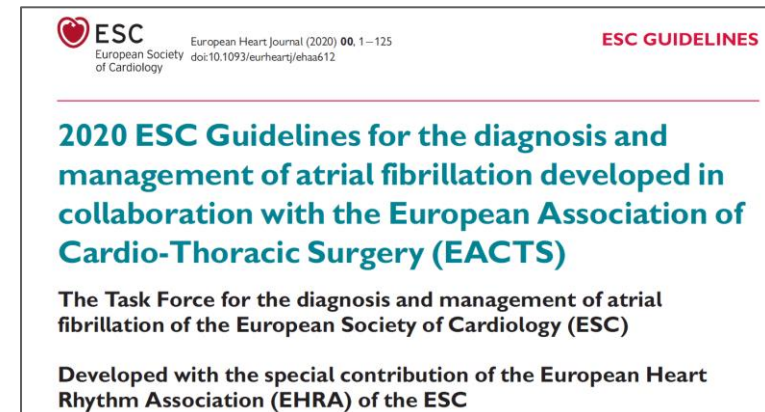 ESC
European Society
of Cardiology
European Heart Journal (2020) 00, 1–125
doi:10.1093/eurheartj/ehaa612
ESC GUIDELINES
2020 ESC Guidelines for the diagnosis and
management of atrial fibrillation developed in
collaboration with the European Association of
Cardio-Thoracic Surgery (EACTS)
The Task Force for the diagnosis and management of atrial
fibrillation of the European Society of Cardiology (ESC)
Developed with the special contribution of the European Heart
Rhythm Association (EHRA) of the ESC